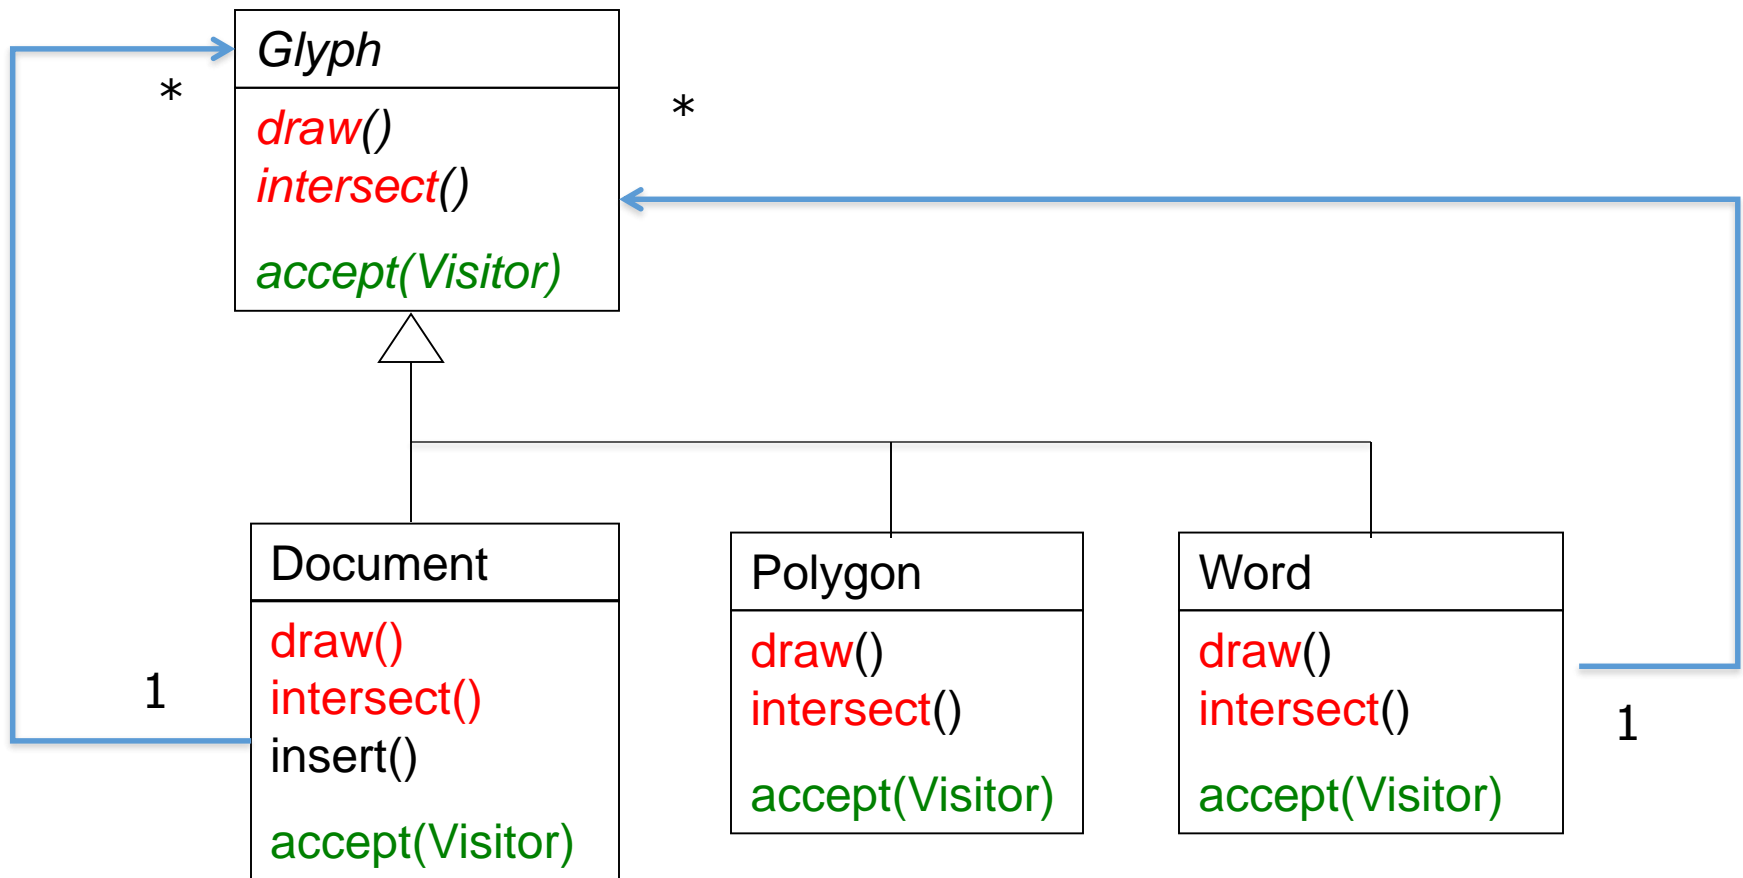 Glyph
*
*
draw()
intersect()
accept(Visitor)
Document
draw()
intersect()
insert()
accept(Visitor)
1
Polygon
draw()
intersect()
accept(Visitor)
Word
draw()
intersect()
accept(Visitor)
1